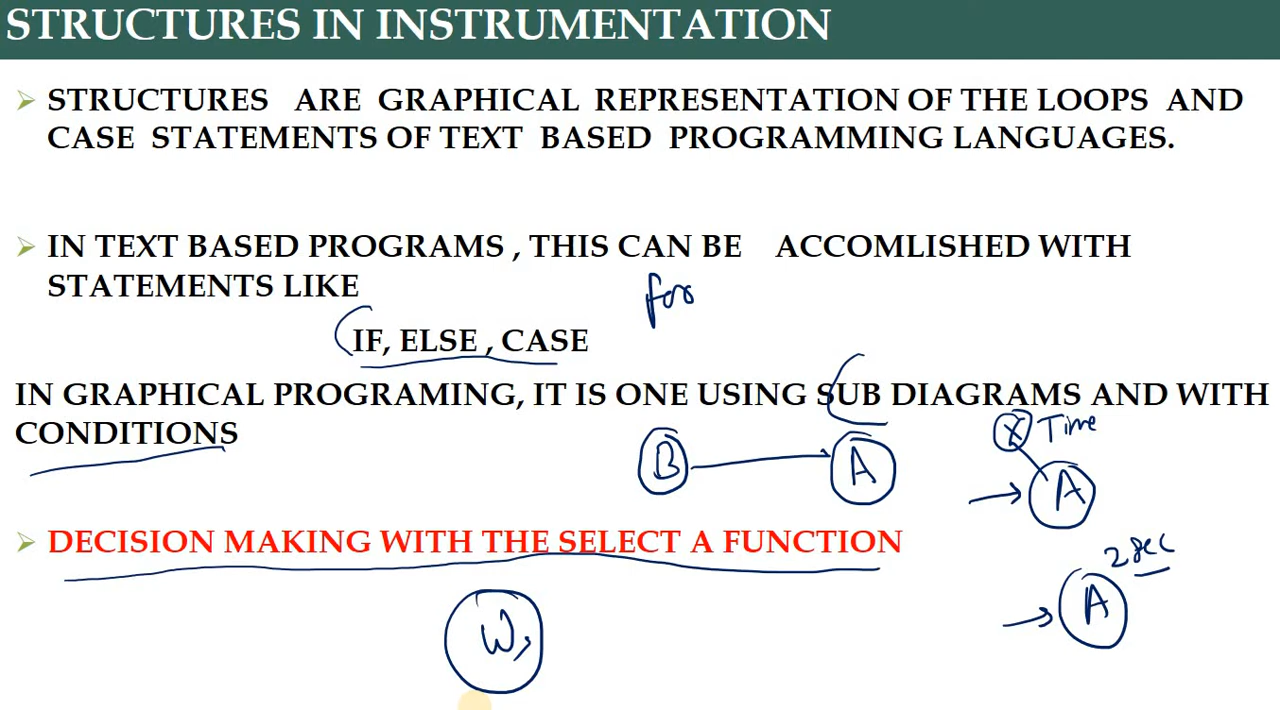 STRUCTURES IN INSTRUMENTATION
STRUCTURES ARE GRAPHICAL REPRESENTATION OF THE LOOPS AND
CASE STATEMENTS OF TEXT BASED PROGRAMMING LANGUAGES.
IN TEXT BASED PROGRAMS , THIS CAN BE ACCOMLISHED WITH
STATEMENTS LIKE
for
IF, ELSE , CASE
IN GRAPHICAL PROGRAMING, IT IS ONE USING SUB DIAGRAMS AND WITH
CONDITIONS
X Time
B A
A
DECISION MAKING WITH THE SELECT A FUNCTION
2 sec
A